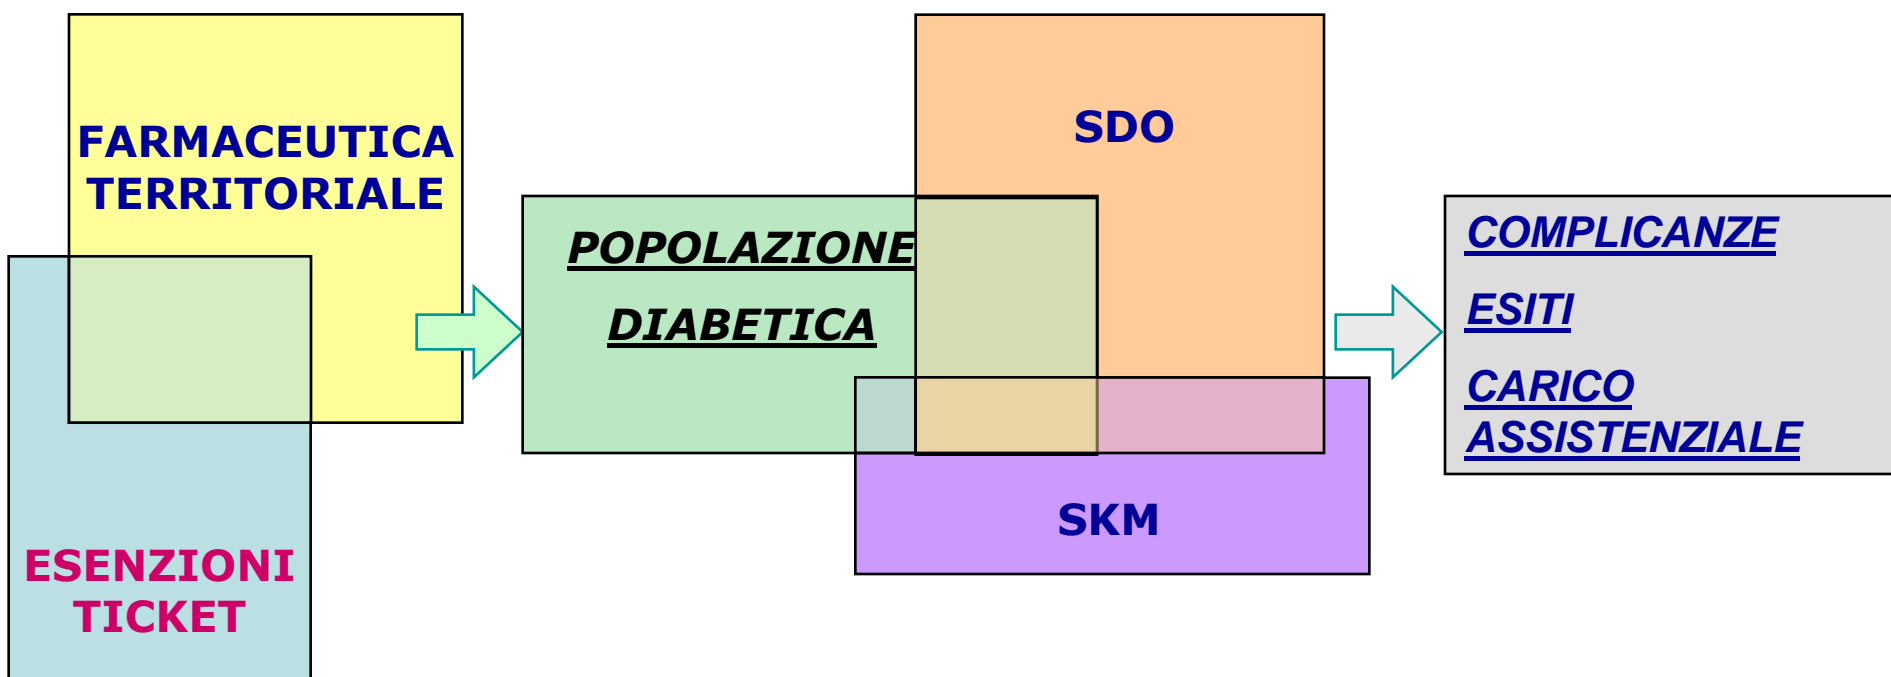 FARMACEUTICA
TERRITORIALE
ESENZIONI
TICKET
POPOLAZIONE
DIABETICA
SDO
SKM
COMPLICANZE
ESITI
CARICO
ASSISTENZIALE